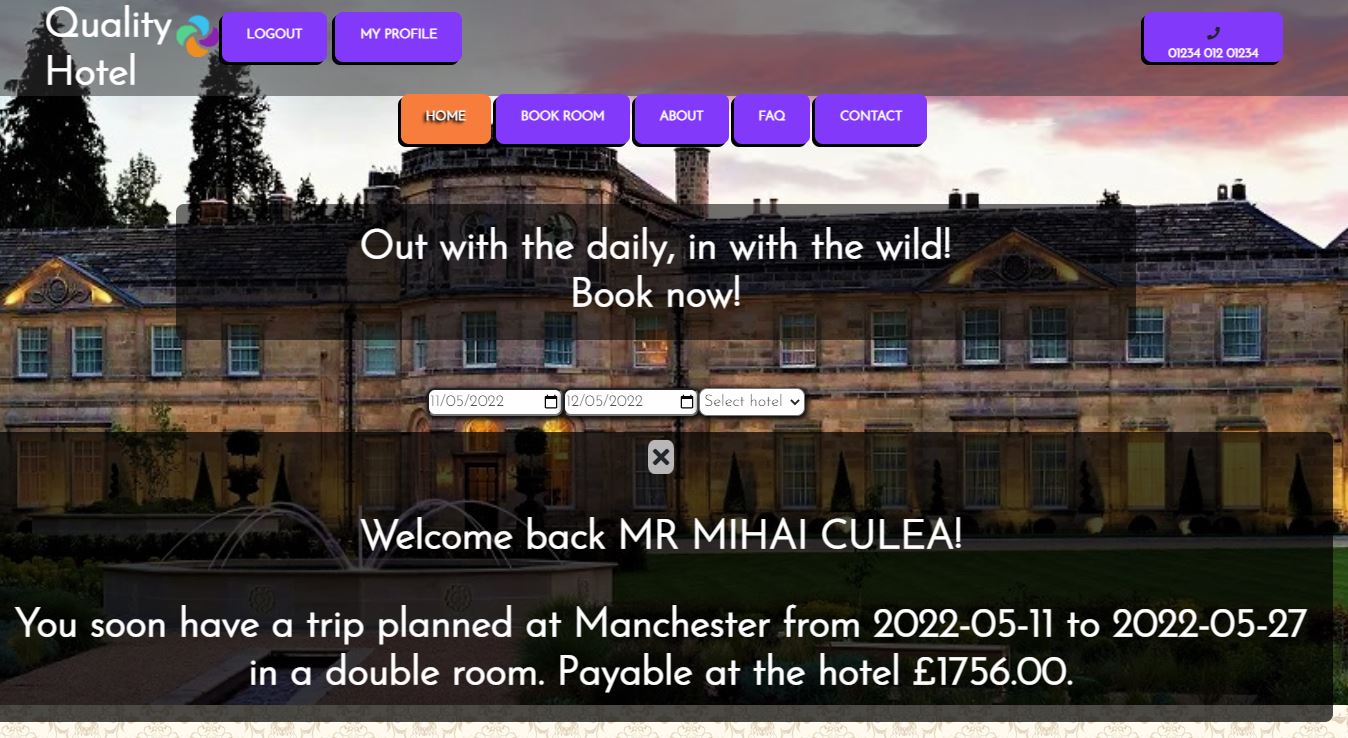 Quality
Hotel
LOGOUT
MY PROFILE
01234 012 01234
HOME
BOOK ROOM
ABOUT
FAQ
CONTACT
Out with the daily, in with the wild!
Book now!
11/05/2022
12/05/2022
Select hotel
Welcome back MR MIHAI CULEA!
You soon have a trip planned at Manchester from 2022-05-11 to 2022-05-27
in a double room. Payable at the hotel £1756.00.